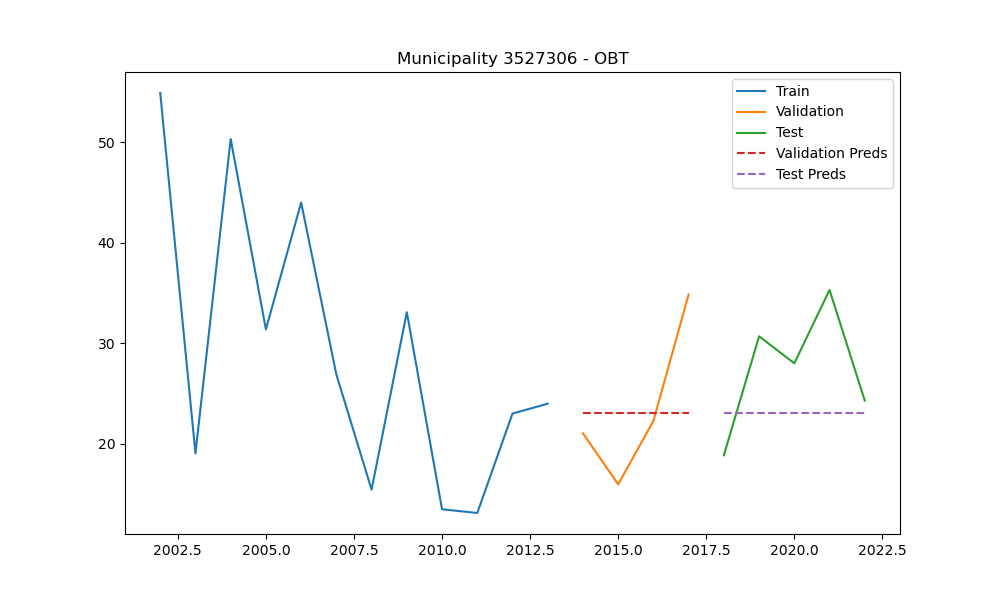 Municipality 3527306 - OBT
Train
Validation
Test
Validation Preds
Test Preds
50
40
30
20
2002.5 2005.0 2007.5 2010.0 2012.5 2015.0 2017.5 2020.0 2022.5